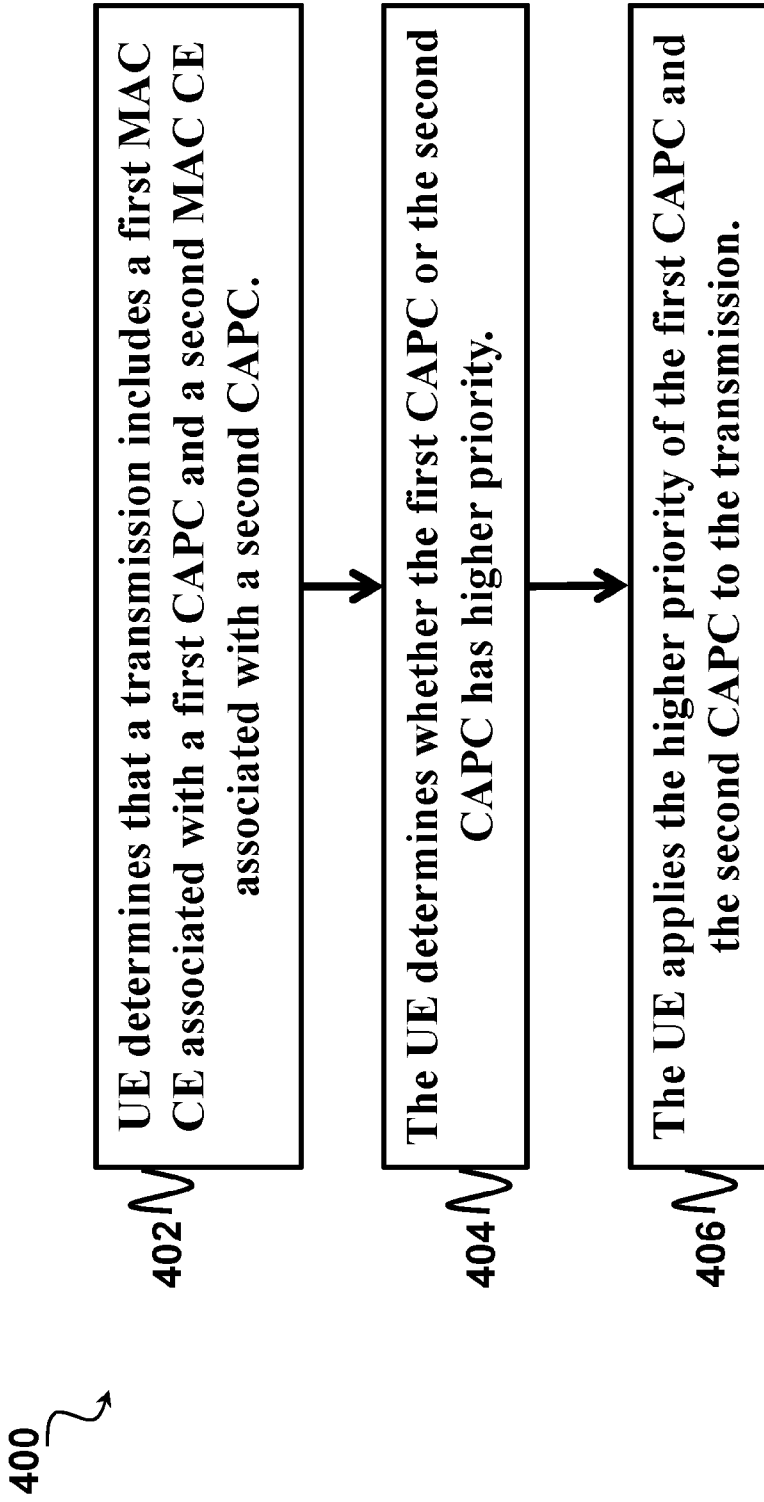 400
402
UE determines that a transmission includes a first MAC
CE associated with a first CAPC and a second MAC CE
associated with a second CAPC.
404
The UE determines whether the first CAPC or the second
CAPC has higher priority.
406
The UE applies the higher priority of the first CAPC and
the second CAPC to the transmission.